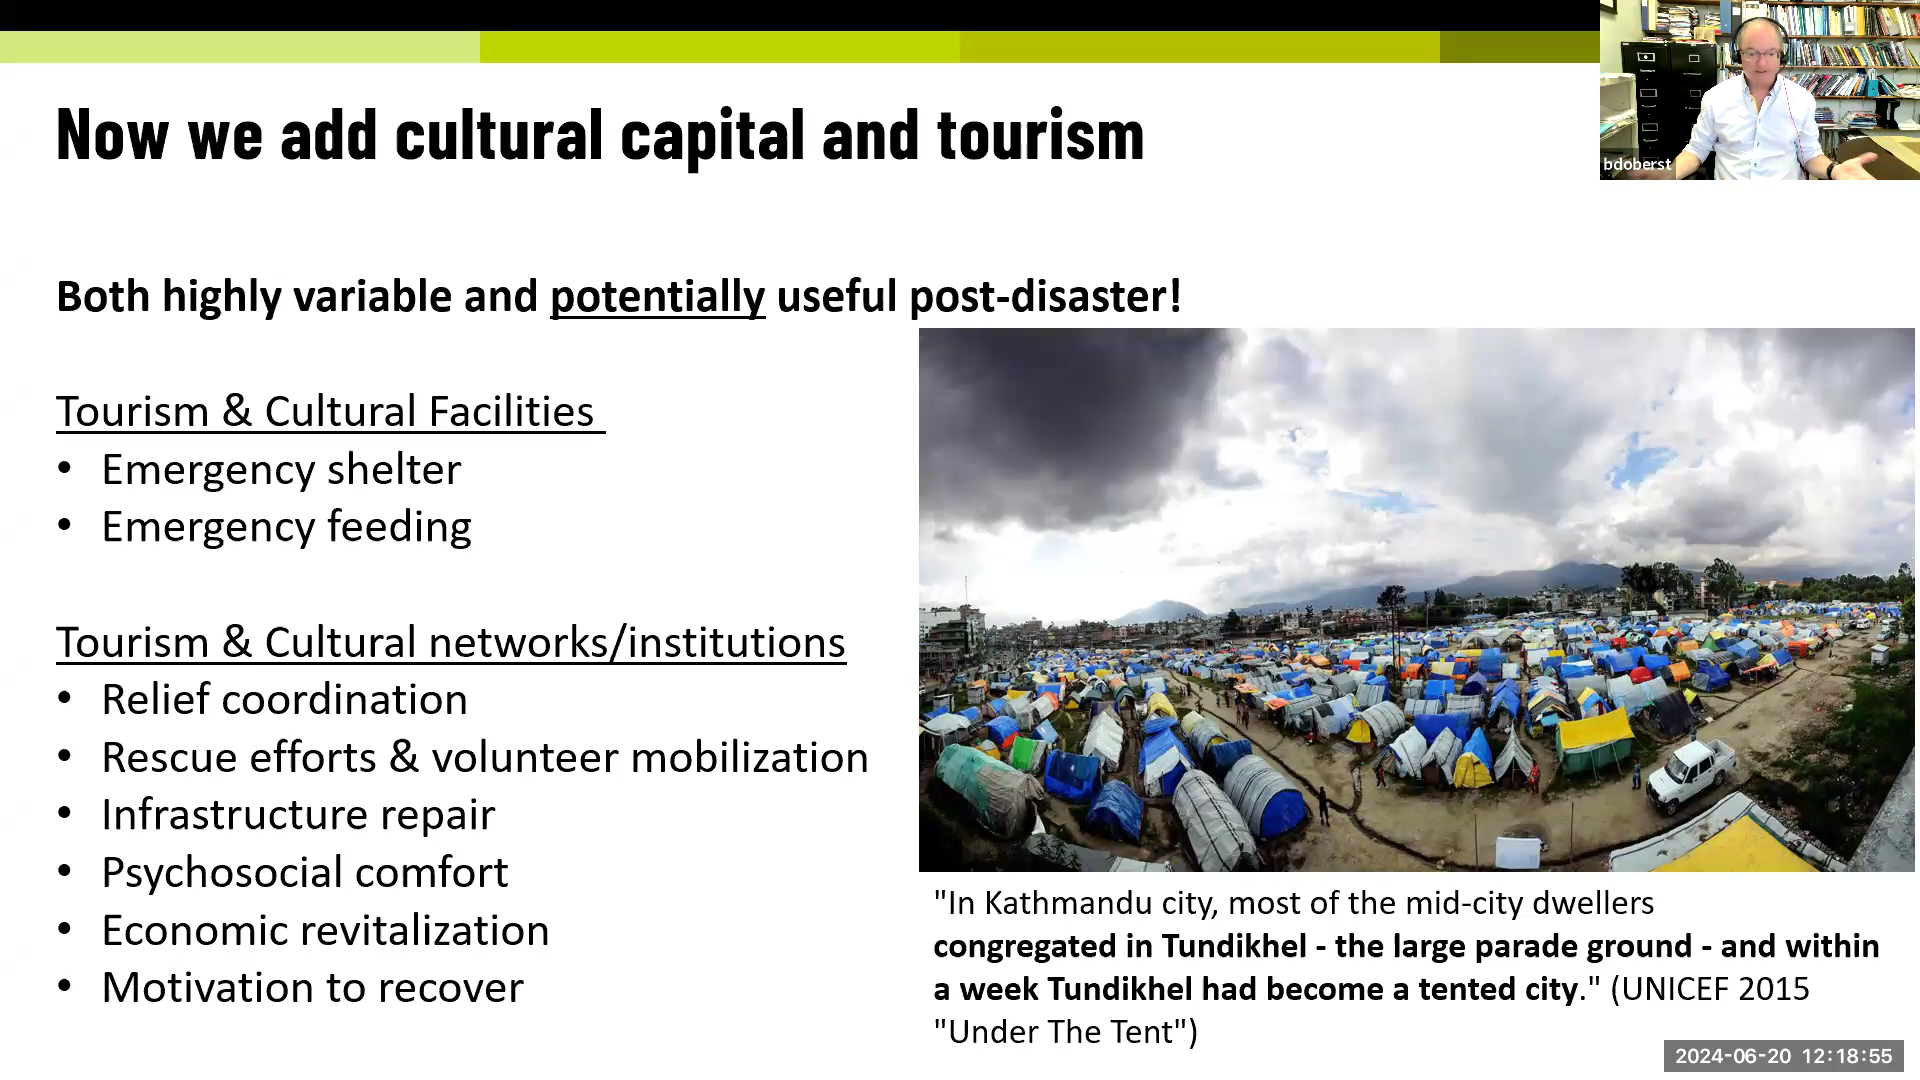 Now we add cultural capital and tourism
bdoberst
Both highly variable and potentially useful post-disaster!
Tourism & Cultural Facilities
• Emergency shelter
• Emergency feeding
Tourism & Cultural networks/institutions
• Relief coordination
• Rescue efforts & volunteer mobilization
• Infrastructure repair
• Psychosocial comfort
• Economic revitalization
• Motivation to recover
"In Kathmandu city, most of the mid-city dwellers
congregated in Tundikhel - the large parade ground - and within
a week Tundikhel had become a tented city." (UNICEF 2015
"Under The Tent")
2024-06-20 12:18:55